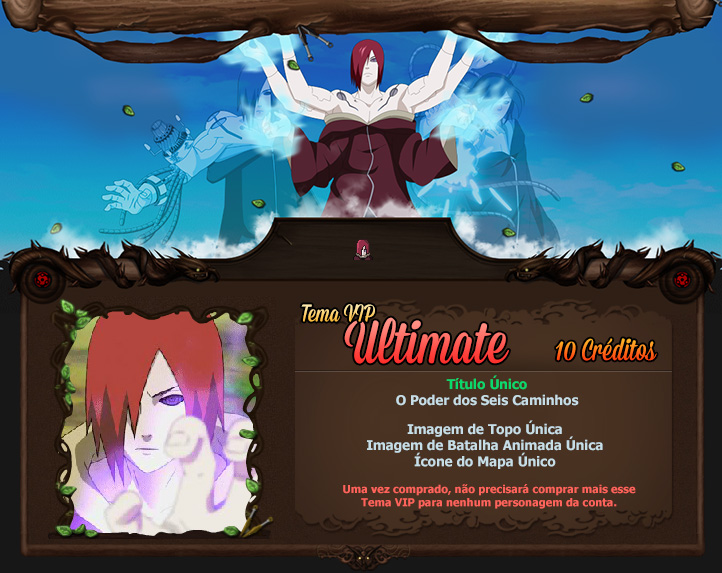 Tema VIP
Ultimate
10 Créditos
Título Único
O Poder dos Seis Caminhos
Imagem de Topo Única
Imagem de Batalha Animada Única
Ícone do Mapa Único
Uma vez comprado, não precisará comprar mais esse
Tema VIP para nenhum personagem da conta.